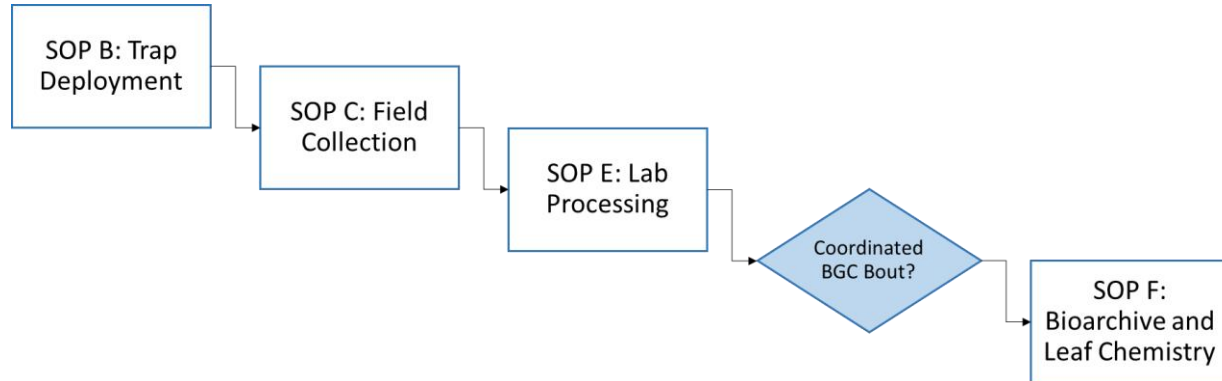 SOP B: Trap
Deployment
SOP C: Field
Collection
SOP E: Lab
Processing
Coordinated
BGC Bout?
SOP F:
Bioarchive and
Leaf Chemistry